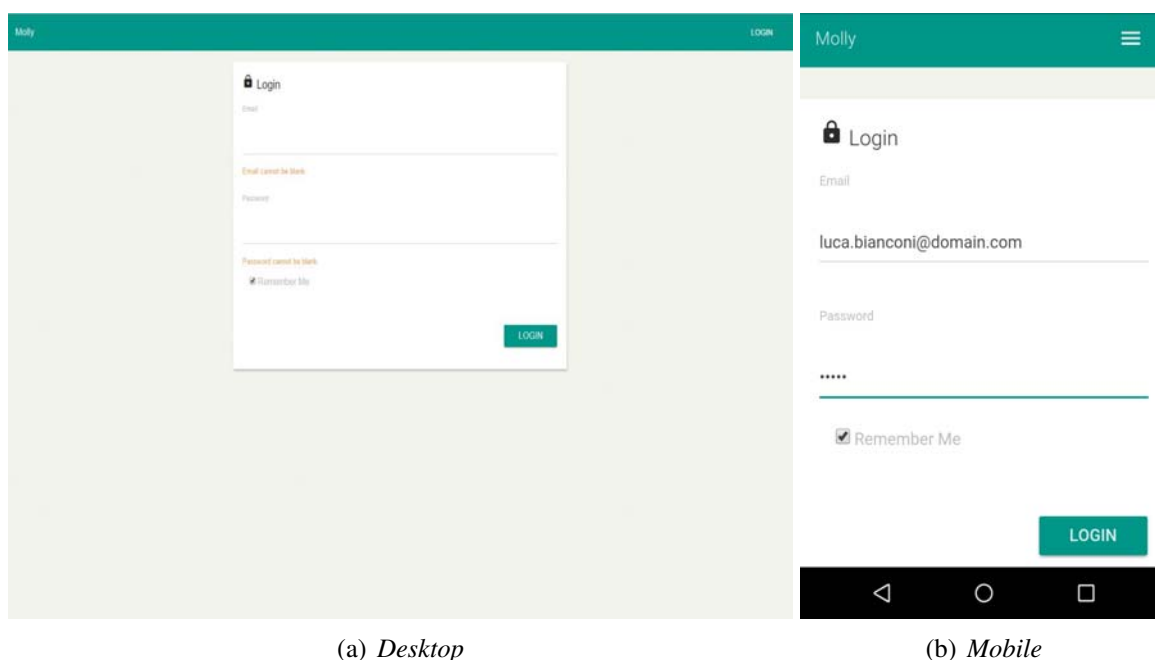 Molly
LOGIN
Login
Email
Email cannot be blank.
Password
Password cannot be blank.
Remember Me
LOGIN
Molly
Login
Email
luca.bianconi@domain.com
Password
•••••
Remember Me
LOGIN
(a) Desktop
(b) Mobile